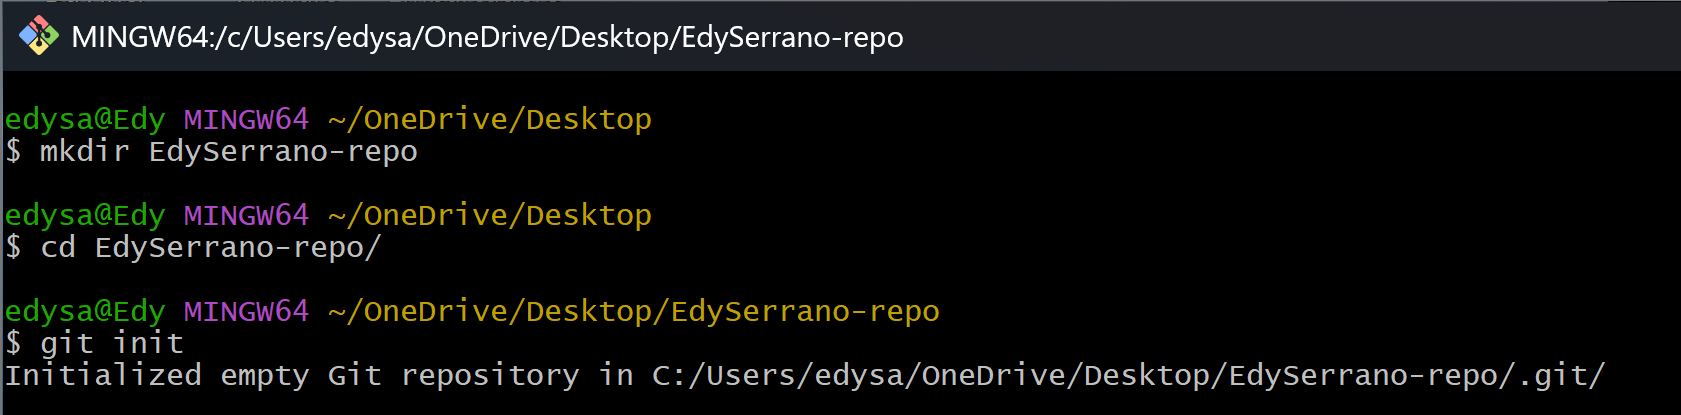 MINGW64:/c/Users/edysa/OneDrive/Desktop/EdySerrano-repo
edysa@Edy MINGW64 ~/OneDrive/Desktop
$ mkdir EdySerrano-repo
edysa@Edy MINGW64 ~/OneDrive/Desktop
$ cd EdySerrano-repo/
edysa@Edy MINGW64 ~/OneDrive/Desktop/EdySerrano-repo
$ git init
Initialized empty Git repository in C:/Users/edysa/OneDrive/Desktop/EdySerrano-repo/.git/